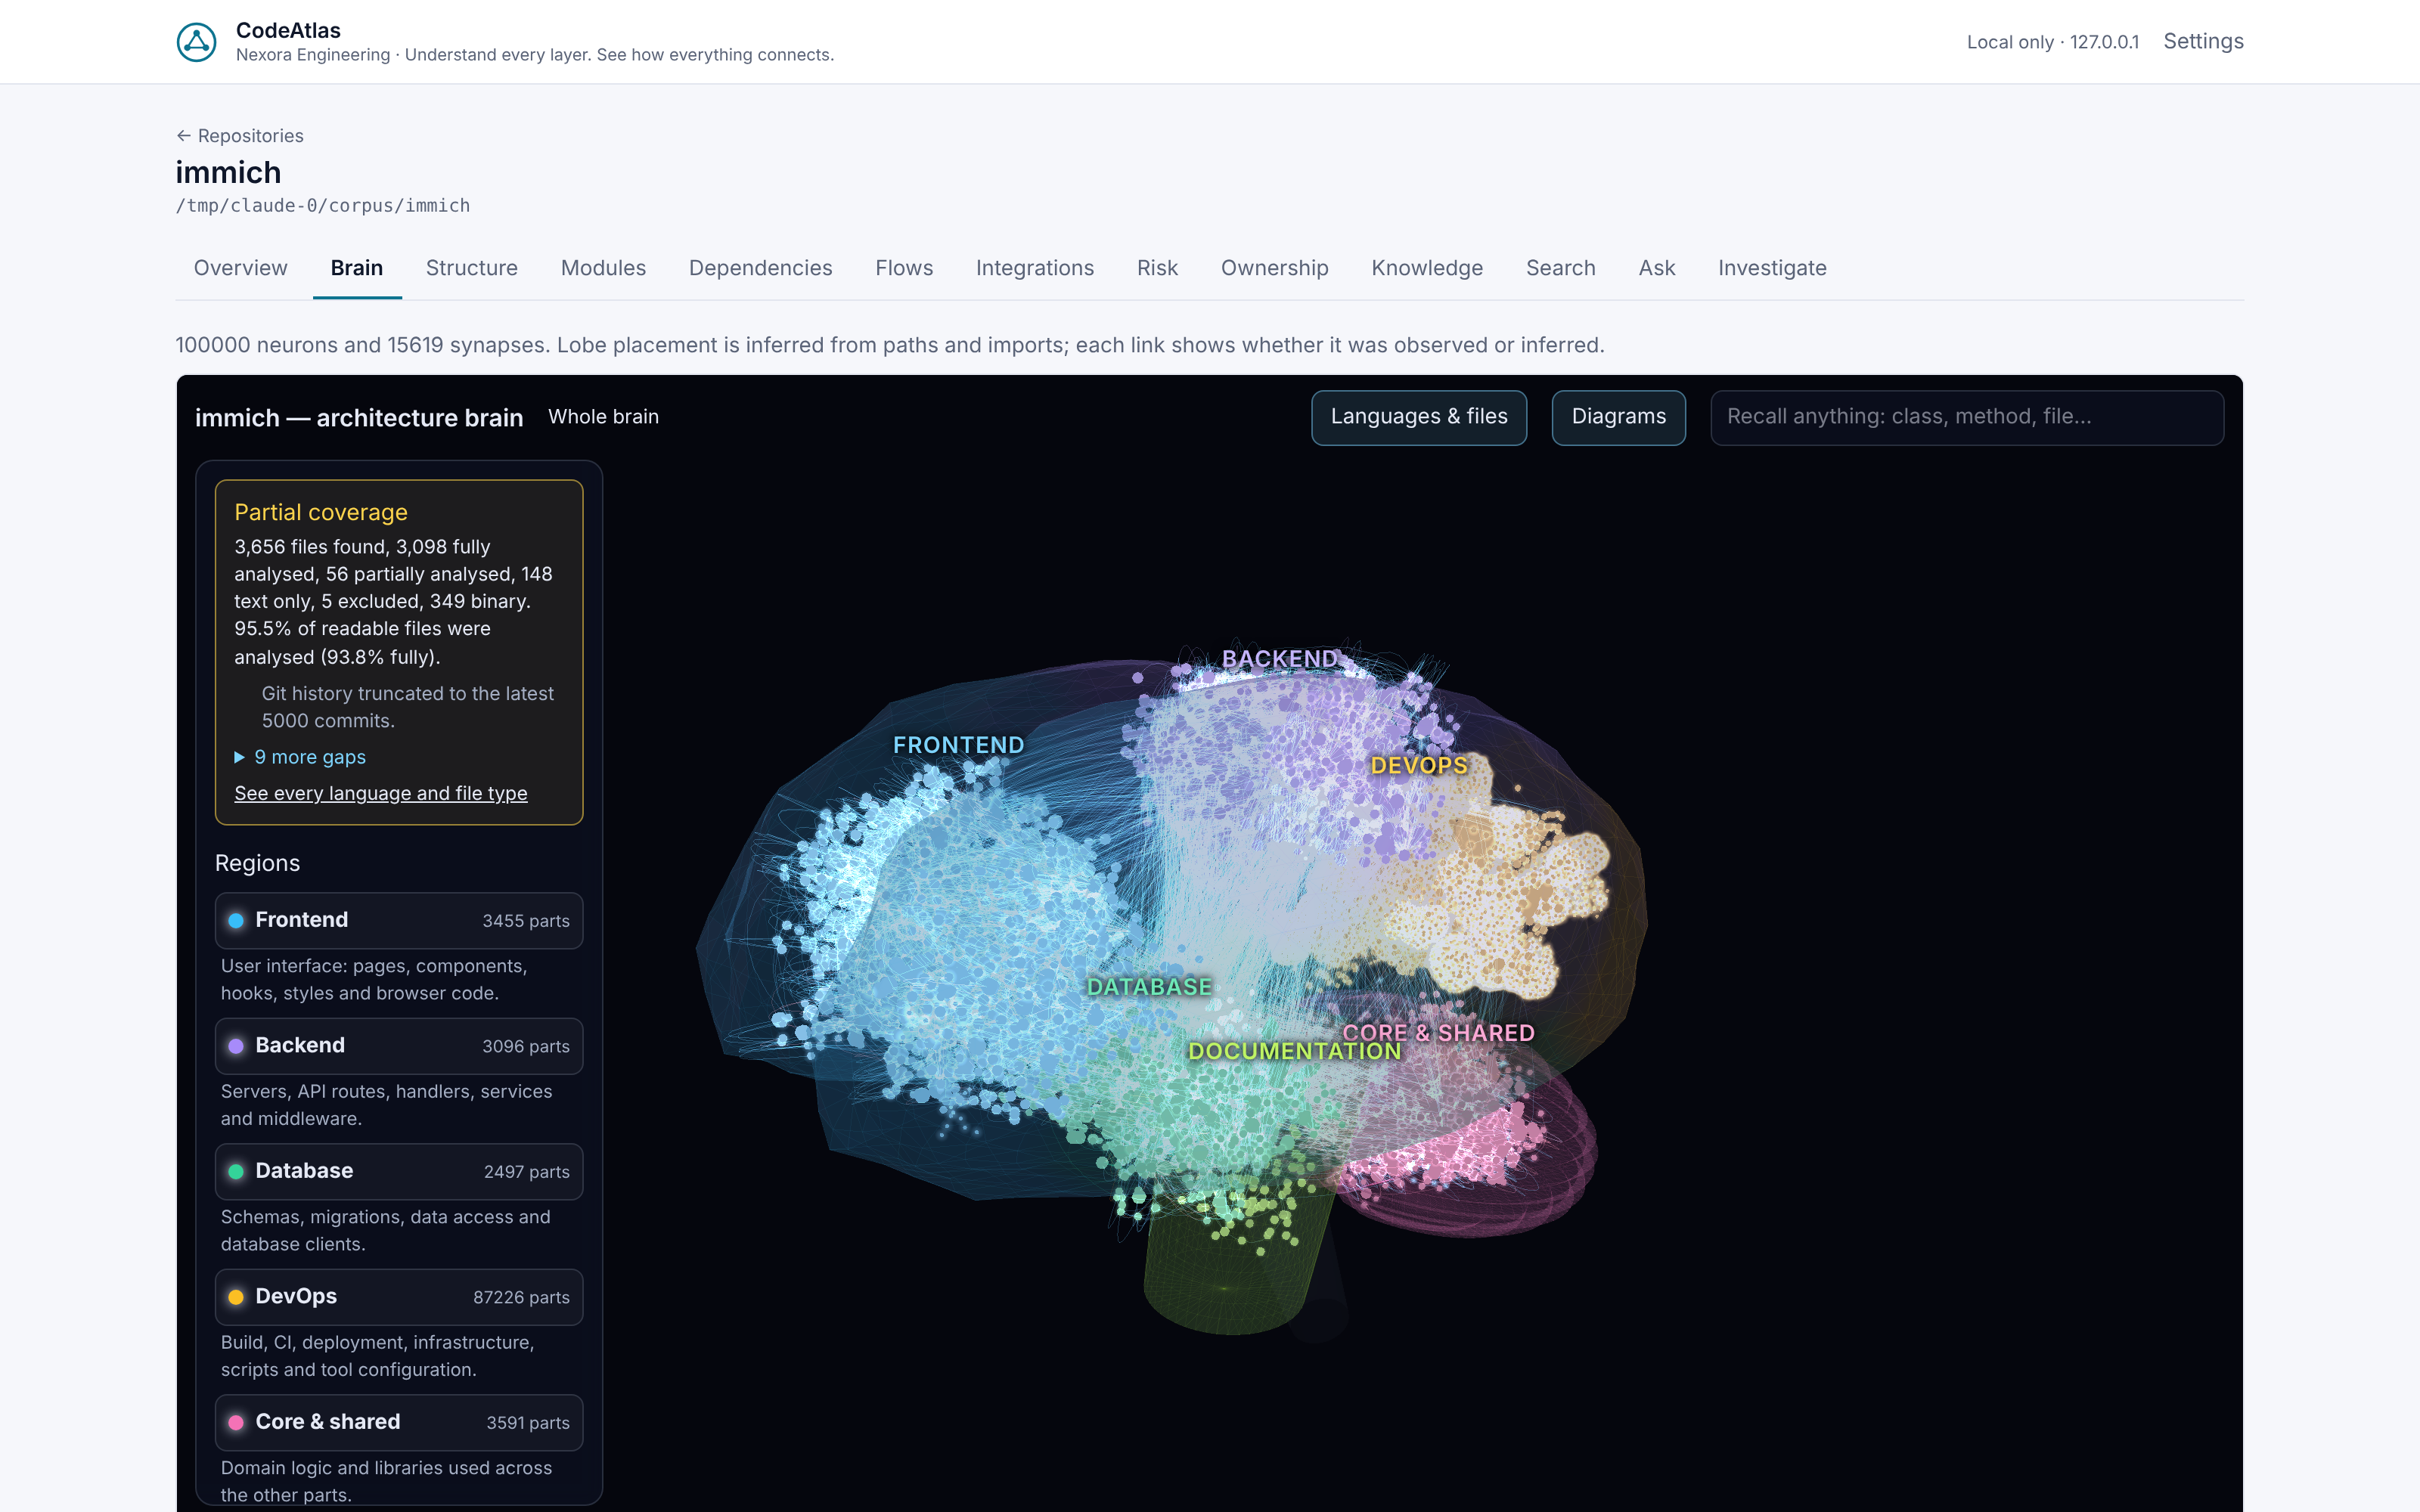 CodeAtlas
Nexora Engineering · Understand every layer. See how everything connects.
Local only · 127.0.0.1 Settings
← Repositories
immich
/tmp/claude-0/corpus/immich
Overview Brain Structure Modules Dependencies Flows Integrations Risk Ownership Knowledge Search Ask Investigate
100000 neurons and 15619 synapses. Lobe placement is inferred from paths and imports; each link shows whether it was observed or inferred.
immich — architecture brain Whole brain Languages & files Diagrams Recall anything: class, method, file...
Partial coverage
3,656 files found, 3,098 fully
analysed, 56 partially analysed, 148
text only, 5 excluded, 349 binary.
95.5% of readable files were
analysed (93.8% fully).
Git history truncated to the latest
5000 commits.
▶ 9 more gaps
See every language and file type
Regions
Frontend 3455 parts
User interface: pages, components,
hooks, styles and browser code.
Backend 3096 parts
Servers, API routes, handlers, services
and middleware.
Database 2497 parts
Schemas, migrations, data access and
database clients.
DevOps 87226 parts
Build, CI, deployment, infrastructure,
scripts and tool configuration.
Core & shared 3591 parts
Domain logic and libraries used across
the other parts.
BACKEND
FRONTEND
DEVOPS
DATABASE
CORE & SHARED
DOCUMENTATION